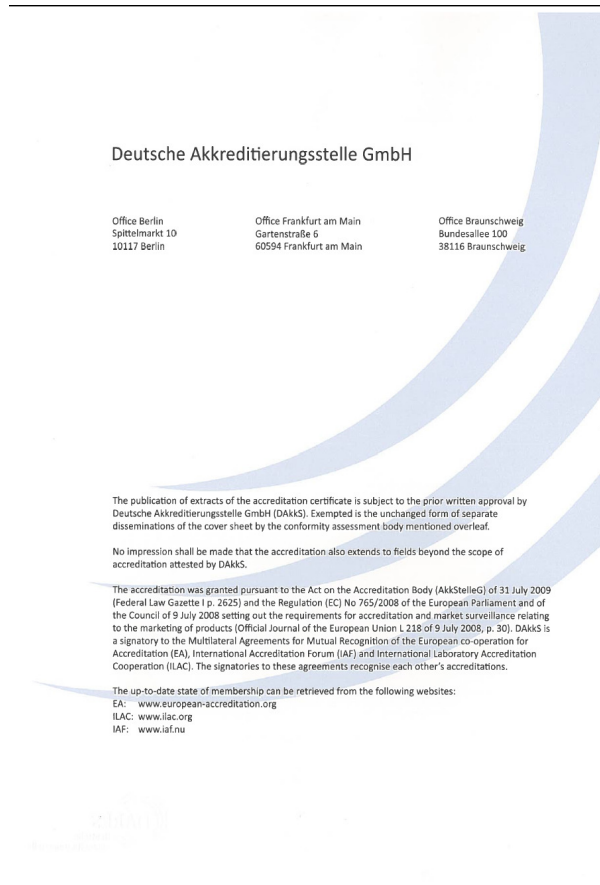 Deutsche Akkreditierungsstelle GmbH
Office Berlin
Spittelmarkt 10
10117 Berlin
Office Frankfurt am Main
Gartenstraße 6
60594 Frankfurt am Main
Office Braunschweig
Bundesallee 100
38116 Braunschweig
The publication of extracts of the accreditation certificate is subject to the prior written approval by
Deutsche Akkreditierungsstelle GmbH (DAkkS). Exempted is the unchanged form of separate
disseminations of the cover sheet by the conformity assessment body mentioned overleaf.
No impression shall be made that the accreditation also extends to fields beyond the scope of
accreditation attested by DAkkS.
The accreditation was granted pursuant to the Act on the Accreditation Body (AkkStelleG) of 31 July 2009
(Federal Law Gazette I p. 2625) and the Regulation (EC) No 765/2008 of the European Parliament and of
the Council of 9 July 2008 setting out the requirements for accreditation and market surveillance relating
to the marketing of products (Official Journal of the European Union L 218 of 9 July 2008, p. 30). DAkkS is
a signatory to the Multilateral Agreements for Mutual Recognition of the European co-operation for
Accreditation (EA), International Accreditation Forum (IAF) and International Laboratory Accreditation
Cooperation (ILAC). The signatories to these agreements recognise each other's accreditations.
The up-to-date state of membership can be retrieved from the following websites:
EA: www.european-accreditation.org
ILAC: www.ilac.org
IAF: www.iaf.nu